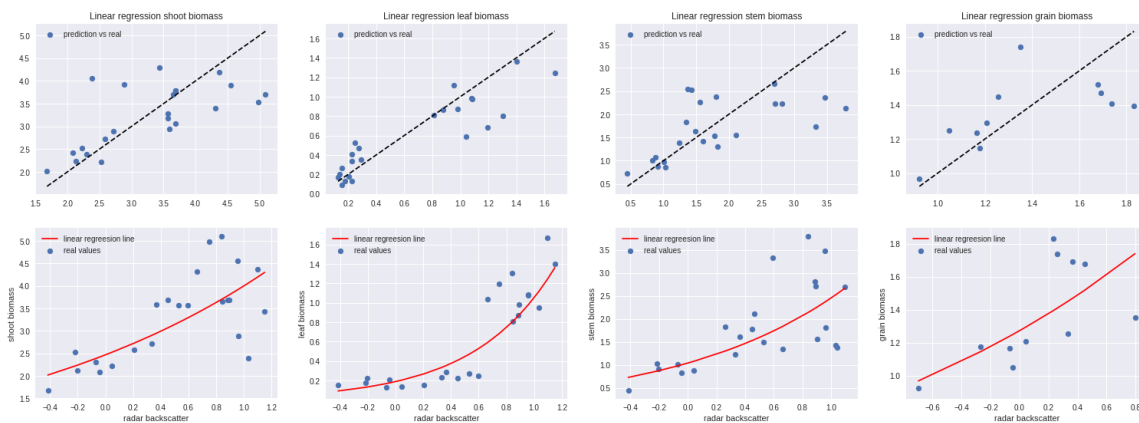 Linear regression shoot biomass
prediction vs real
5.0
4.5
4.0
3.5
3.0
2.5
2.0
1.5 2.0 2.5 3.0 3.5 4.0 4.5 5.0
Linear regression leaf biomass
prediction vs real
1.6
1.4
1.2
1.0
0.8
0.6
0.4
0.2
0.0
0.2 0.4 0.6 0.8 1.0 1.2 1.4 1.6
Linear regression stem biomass
prediction vs real
3.5
3.0
2.5
2.0
1.5
1.0
0.5
0.5 1.0 1.5 2.0 2.5 3.0 3.5
Linear regression grain biomass
prediction vs real
1.8
1.6
1.4
1.2
1.0
1.0 1.2 1.4 1.6 1.8
linear regreesion line
real values
shoot biomass
5.0
4.5
4.0
3.5
3.0
2.5
2.0
1.5
-0.4 -0.2 0.0 0.2 0.4 0.6 0.8 1.0 1.2
radar backscatter
linear regreesion line
real values
leaf biomass
1.6
1.4
1.2
1.0
0.8
0.6
0.4
0.2
-0.4 -0.2 0.0 0.2 0.4 0.6 0.8 1.0 1.2
radar backscatter
linear regreesion line
real values
stem biomass
3.5
3.0
2.5
2.0
1.5
1.0
0.5
-0.4 -0.2 0.0 0.2 0.4 0.6 0.8 1.0
radar backscatter
linear regreesion line
real values
grain biomass
1.8
1.6
1.4
1.2
1.0
-0.6 -0.4 -0.2 0.0 0.2 0.4 0.6 0.8
radar backscatter